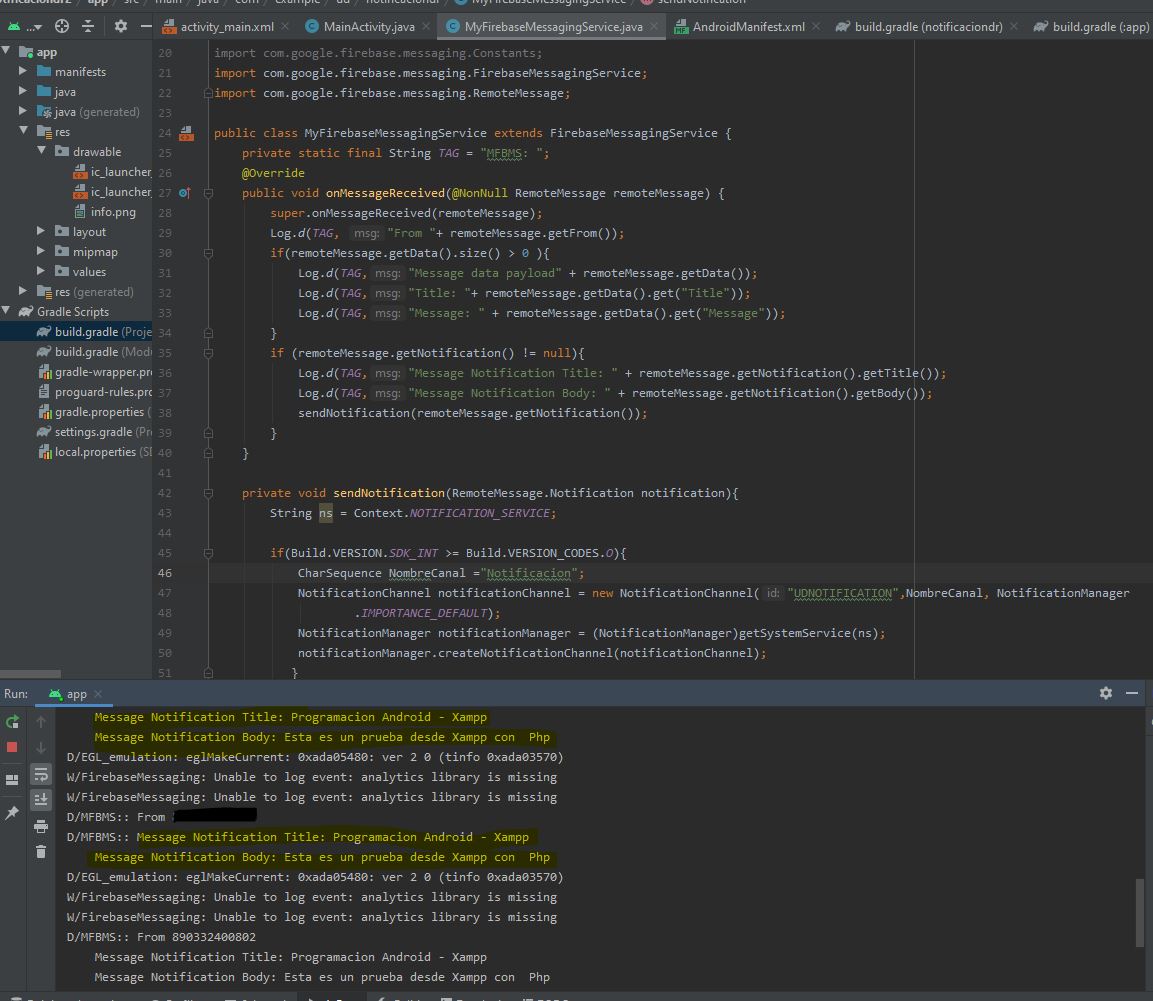 app src main java com example ud notificacionar MyFirebaseMessagingService sendNotification
activity_main.xml MainActivity.java MyFirebaseMessagingService.java AndroidManifest.xml build.gradle (notificaciondr) build.gradle (:app)
app
manifests
java
java (generated)
res
drawable
ic_launcher_
ic_launcher_
info.png
layout
mipmap
values
res (generated)
Gradle Scripts
build.gradle (Proje
build.gradle (Modu
gradle-wrapper.pr
proguard-rules.pro
gradle.properties (
settings.gradle (Pr
local.properties (SD
20 import com.google.firebase.messaging.Constants;
21 import com.google.firebase.messaging.FirebaseMessagingService;
22 import com.google.firebase.messaging.RemoteMessage;
23
24 public class MyFirebaseMessagingService extends FirebaseMessagingService {
25 private static final String TAG = "MFBMS: ";
26 @Override
27 public void onMessageReceived(@NonNull RemoteMessage remoteMessage) {
28 super.onMessageReceived(remoteMessage);
29 Log.d(TAG, msg: "From "+ remoteMessage.getFrom());
30 if(remoteMessage.getData().size() > 0 ){
31 Log.d(TAG, msg: "Message data payload" + remoteMessage.getData());
32 Log.d(TAG, msg: "Title: "+ remoteMessage.getData().get("Title"));
33 Log.d(TAG, msg: "Message: " + remoteMessage.getData().get("Message"));
34 }
35 if (remoteMessage.getNotification() != null){
36 Log.d(TAG, msg: "Message Notification Title: " + remoteMessage.getNotification().getTitle());
37 Log.d(TAG, msg: "Message Notification Body: " + remoteMessage.getNotification().getBody());
38 sendNotification(remoteMessage.getNotification());
39 }
40 }
41
42 private void sendNotification(RemoteMessage.Notification notification){
43 String ns = Context.NOTIFICATION_SERVICE;
44
45 if(Build.VERSION.SDK_INT >= Build.VERSION_CODES.O){
46 CharSequence NombreCanal ="Notificacion";
47 NotificationChannel notificationChannel = new NotificationChannel( id: "UDNOTIFICATION",NombreCanal, NotificationManager
48 .IMPORTANCE_DEFAULT);
49 NotificationManager notificationManager = (NotificationManager)getSystemService(ns);
50 notificationManager.createNotificationChannel(notificationChannel);
51 }
Run: app
Message Notification Title: Programacion Android - Xampp
Message Notification Body: Esta es un prueba desde Xampp con Php
D/EGL_emulation: eglMakeCurrent: 0xada05480: ver 2 0 (tinfo 0xada03570)
W/FirebaseMessaging: Unable to log event: analytics library is missing
W/FirebaseMessaging: Unable to log event: analytics library is missing
D/MFBMS:: From
D/MFBMS:: Message Notification Title: Programacion Android - Xampp
Message Notification Body: Esta es un prueba desde Xampp con Php
D/EGL_emulation: eglMakeCurrent: 0xada05480: ver 2 0 (tinfo 0xada03570)
W/FirebaseMessaging: Unable to log event: analytics library is missing
W/FirebaseMessaging: Unable to log event: analytics library is missing
D/MFBMS:: From 890332400802
Message Notification Title: Programacion Android - Xampp
Message Notification Body: Esta es un prueba desde Xampp con Php